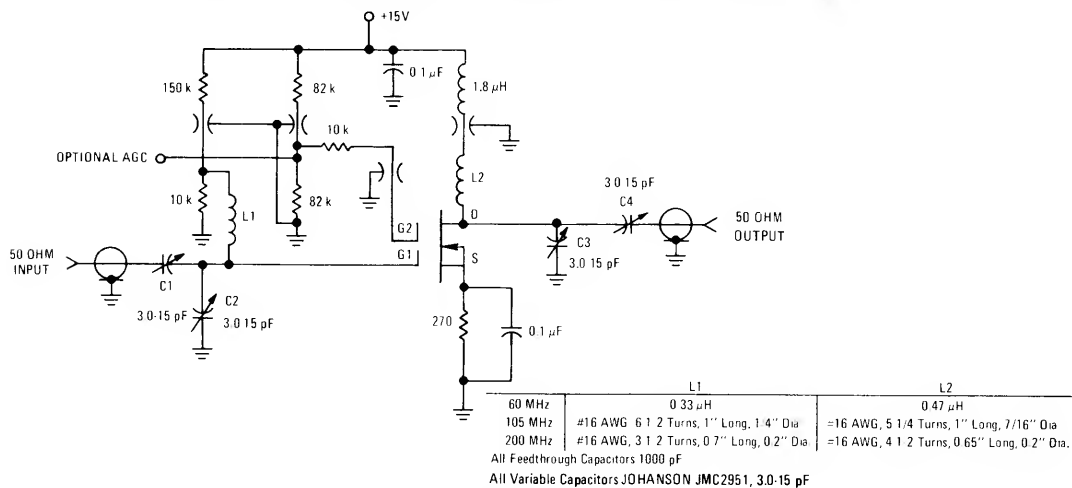 +15V
150 k
82 k
0.1 μF
1.8 μH
10 k
OPTIONAL AGC
10 k
L1
82 k
L2
G2
G1
D
S
C4
3.0 15 pF
50 OHM
OUTPUT
C3
3.0 15 pF
50 OHM
INPUT
C1
3.0-15 pF
C2
3.0 15 pF
270
0.1 μF
L1 L2
60 MHz 0.33 μH 0.47 μH
105 MHz #16 AWG 6 1 2 Turns, 1" Long, 1 4" Dia =16 AWG, 5 1/4 Turns, 1" Long, 7/16" Dia
200 MHz #16 AWG, 3 1 2 Turns, 0 7" Long, 0.2" Dia =16 AWG, 4 1 2 Turns, 0.65" Long, 0.2" Dia.
All Feedthrough Capacitors 1000 pF
All Variable Capacitors JOHANSON JMC2951, 3.0-15 pF